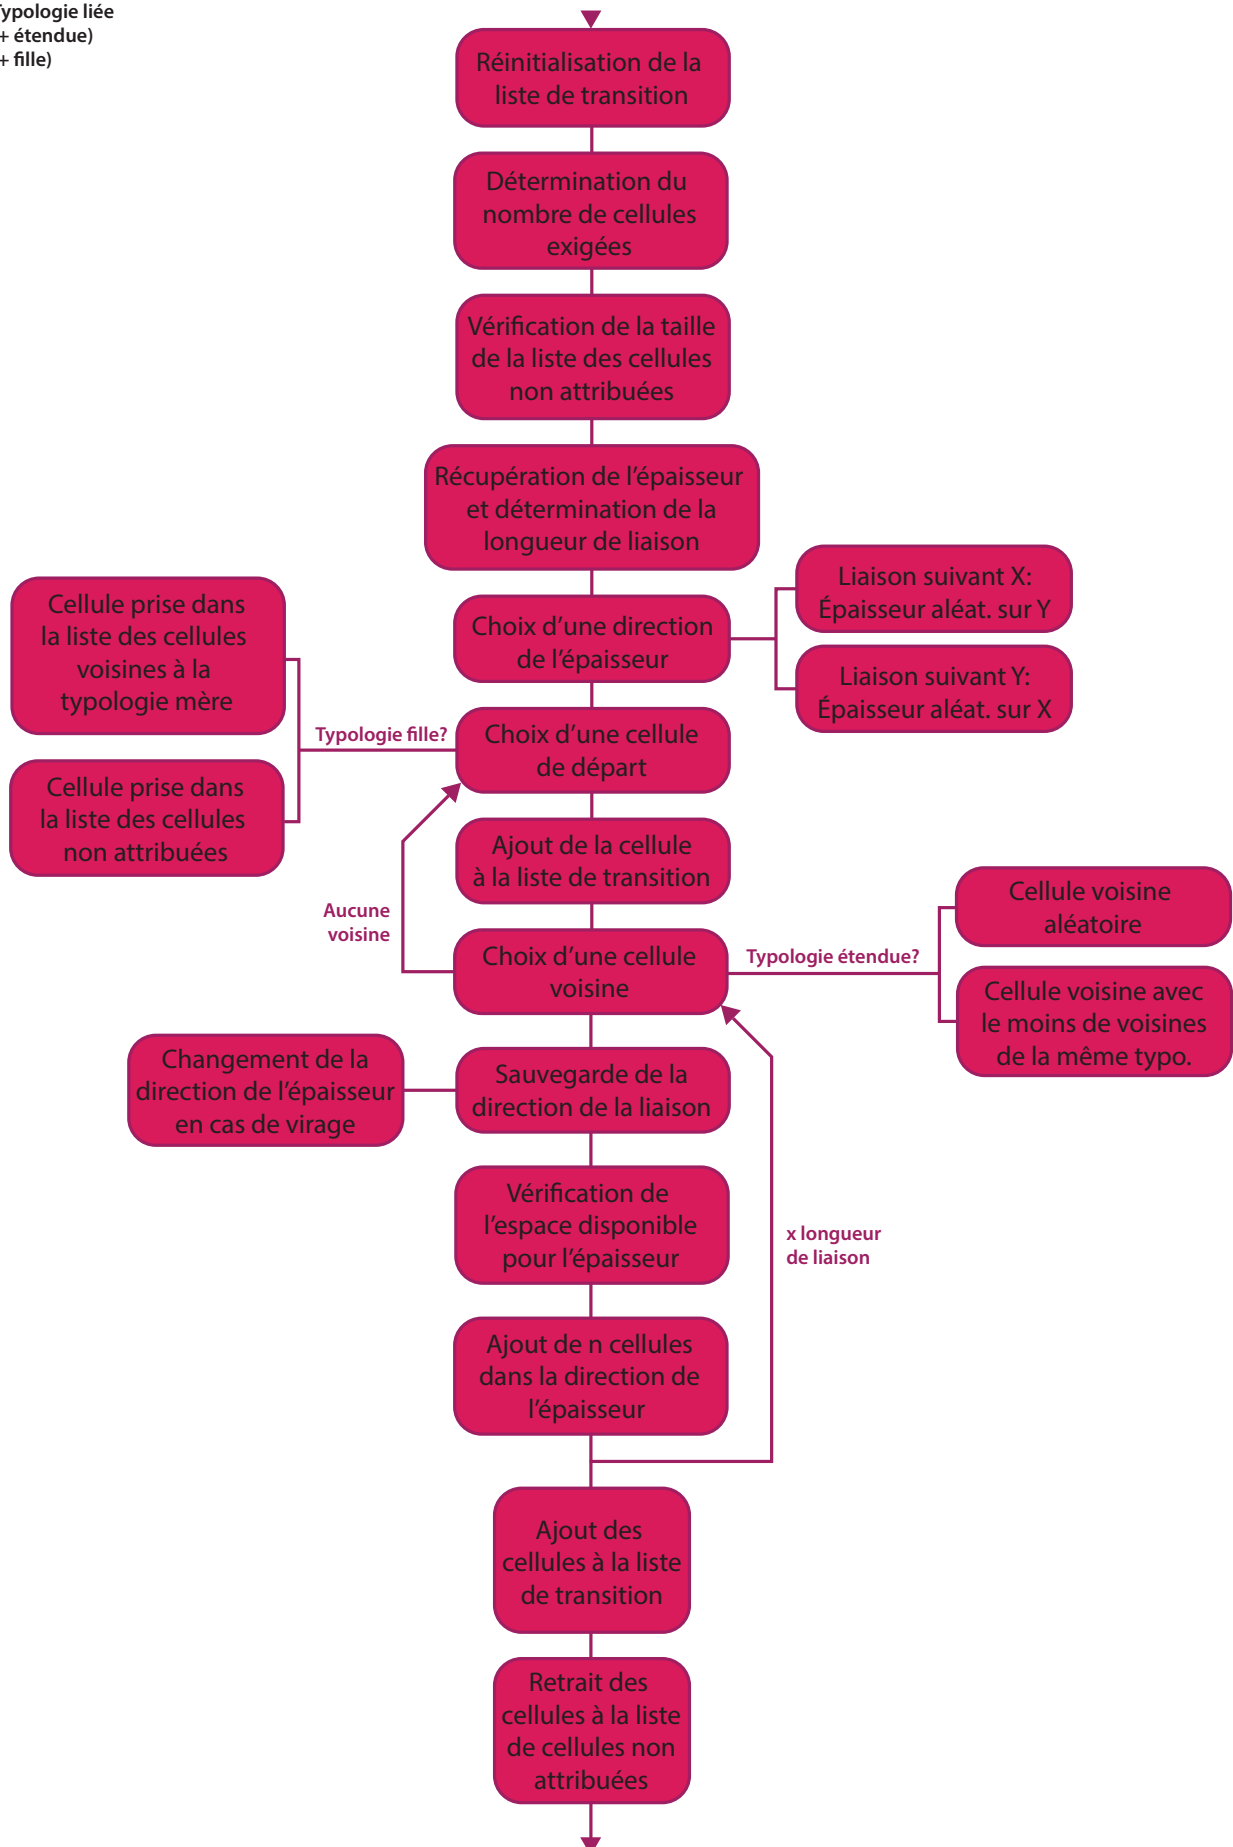 Typologie liée
+ étendue)
+ fille)
Réinitialisation de la
liste de transition
Détermination du
nombre de cellules
exigées
Vérification de la taille
de la liste des cellules
non attribuées
Récupération de l'épaisseur
et détermination de la
longueur de liaison
Choix d'une direction
de l'épaisseur
Liaison suivant X:
Épaisseur aléat. sur Y
Liaison suivant Y:
Épaisseur aléat. sur X
Cellule prise dans
la liste des cellules
voisines à la
typologie mère
Typologie fille?
Cellule prise dans
la liste des cellules
non attribuées
Choix d'une cellule
de départ
Ajout de la cellule
à la liste de transition
Aucune
voisine
Choix d'une cellule
voisine
Typologie étendue?
Cellule voisine
aléatoire
Cellule voisine avec
le moins de voisines
de la même typo.
Changement de la
direction de l'épaisseur
en cas de virage
Sauvegarde de la
direction de la liaison
Vérification de
l'espace disponible
pour l'épaisseur
x longueur
de liaison
Ajout de n cellules
dans la direction de
l'épaisseur
Ajout des
cellules à la liste
de transition
Retrait des
cellules à la liste
de cellules non
attribuées